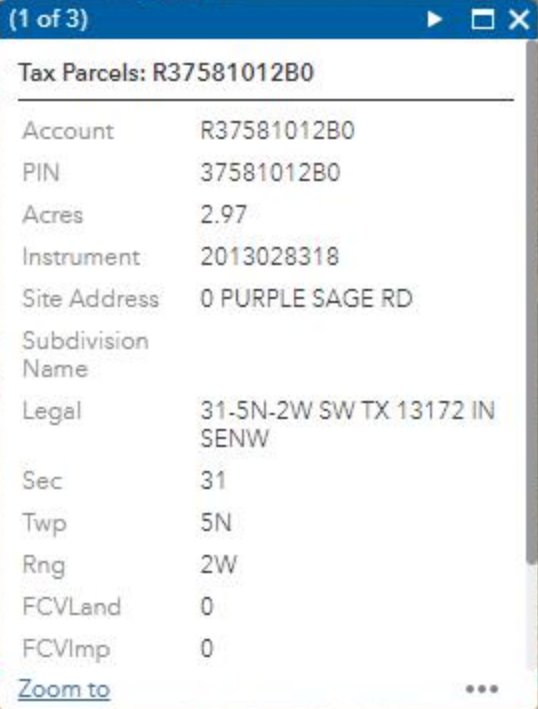 (1 of 3)
Tax Parcels: R37581012B0
Account R37581012B0
PIN 37581012B0
Acres 2.97
Instrument 2013028318
Site Address 0 PURPLE SAGE RD
Subdivision
Name
Legal 31-5N-2W SW TX 13172 IN
SENW
Sec 31
Twp 5N
Rng 2W
FCVLand 0
FCVImp 0
Zoom to